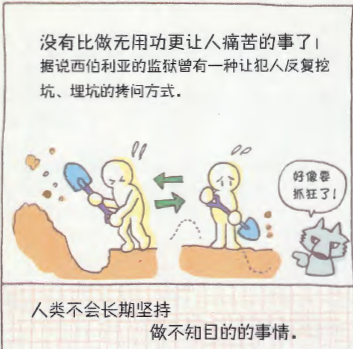 没有比做无用功更让人痛苦的事了!
据说西伯利亚的监狱曾有一种让犯人反复挖
坑、埋坑的拷问方式.
好像要
抓狂了!
人类不会长期坚持
做不知目的的事情.